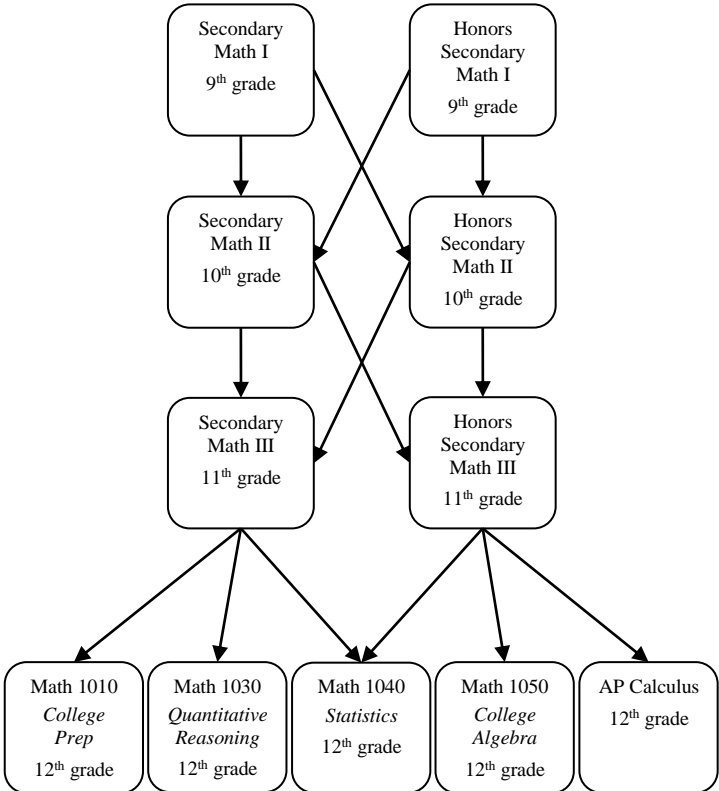 Secondary
Math I
9th grade
Honors
Secondary
Math I
9th grade
Secondary
Math II
10th grade
Honors
Secondary
Math II
10th grade
Secondary
Math III
11th grade
Honors
Secondary
Math III
11th grade
Math 1010
College
Prep
12th grade
Math 1030
Quantitative
Reasoning
12th grade
Math 1040
Statistics
12th grade
Math 1050
College
Algebra
12th grade
AP Calculus
12th grade